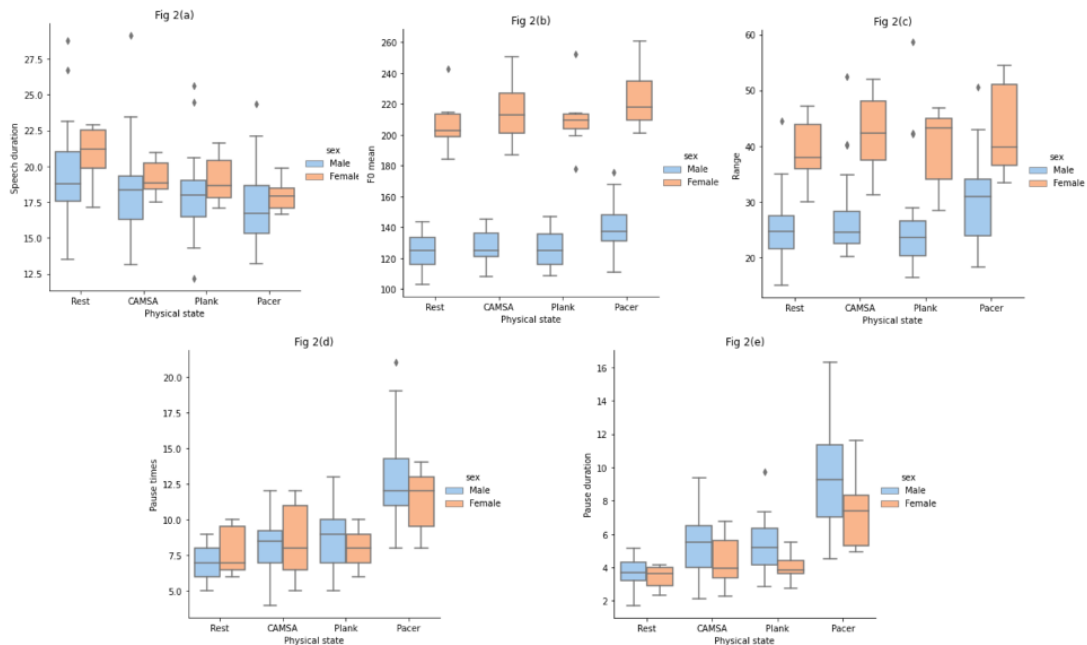 Fig 2(a)
Speech duration
27.5
25.0
22.5
20.0
17.5
15.0
12.5
Rest CAMSA Plank Pacer
Physical state
sex
Male
Female
Fig 2(b)
F0 mean
260
240
220
200
180
160
140
120
100
Rest CAMSA Plank Pacer
Physical state
sex
Male
Female
Fig 2(c)
Range
60
50
40
30
20
Rest CAMSA Plank Pacer
Physical state
sex
Male
Female
Fig 2(d)
Pause times
20.0
17.5
15.0
12.5
10.0
7.5
5.0
Rest CAMSA Plank Pacer
Physical state
sex
Male
Female
Fig 2(e)
Pause duration
16
14
12
10
8
6
4
2
Rest CAMSA Plank Pacer
Physical state
sex
Male
Female